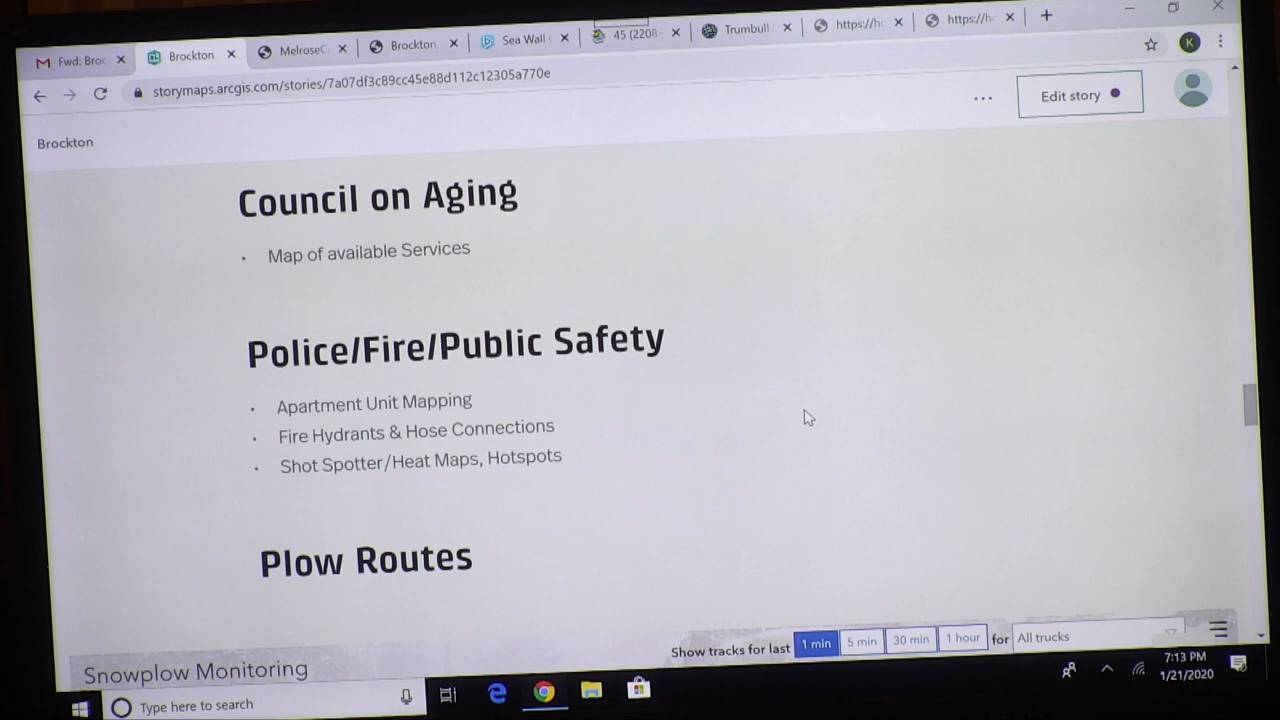 Fwd: Broc
Brockton
MelroseC
Brockton,
Sea Wall
45 (2208
Trumbull
https://hc
https://hc
storymaps.arcgis.com/stories/7a07df3c89cc45e88d112c12305a770e
K
Brockton
Edit story
Council on Aging
• Map of available Services
Police/Fire/Public Safety
• Apartment Unit Mapping
• Fire Hydrants & Hose Connections
• Shot Spotter/Heat Maps, Hotspots
Plow Routes
Snowplow Monitoring
Show tracks for last 1 min 5 min 30 min 1 hour for All trucks
Type here to search
7:13 PM
1/21/2020